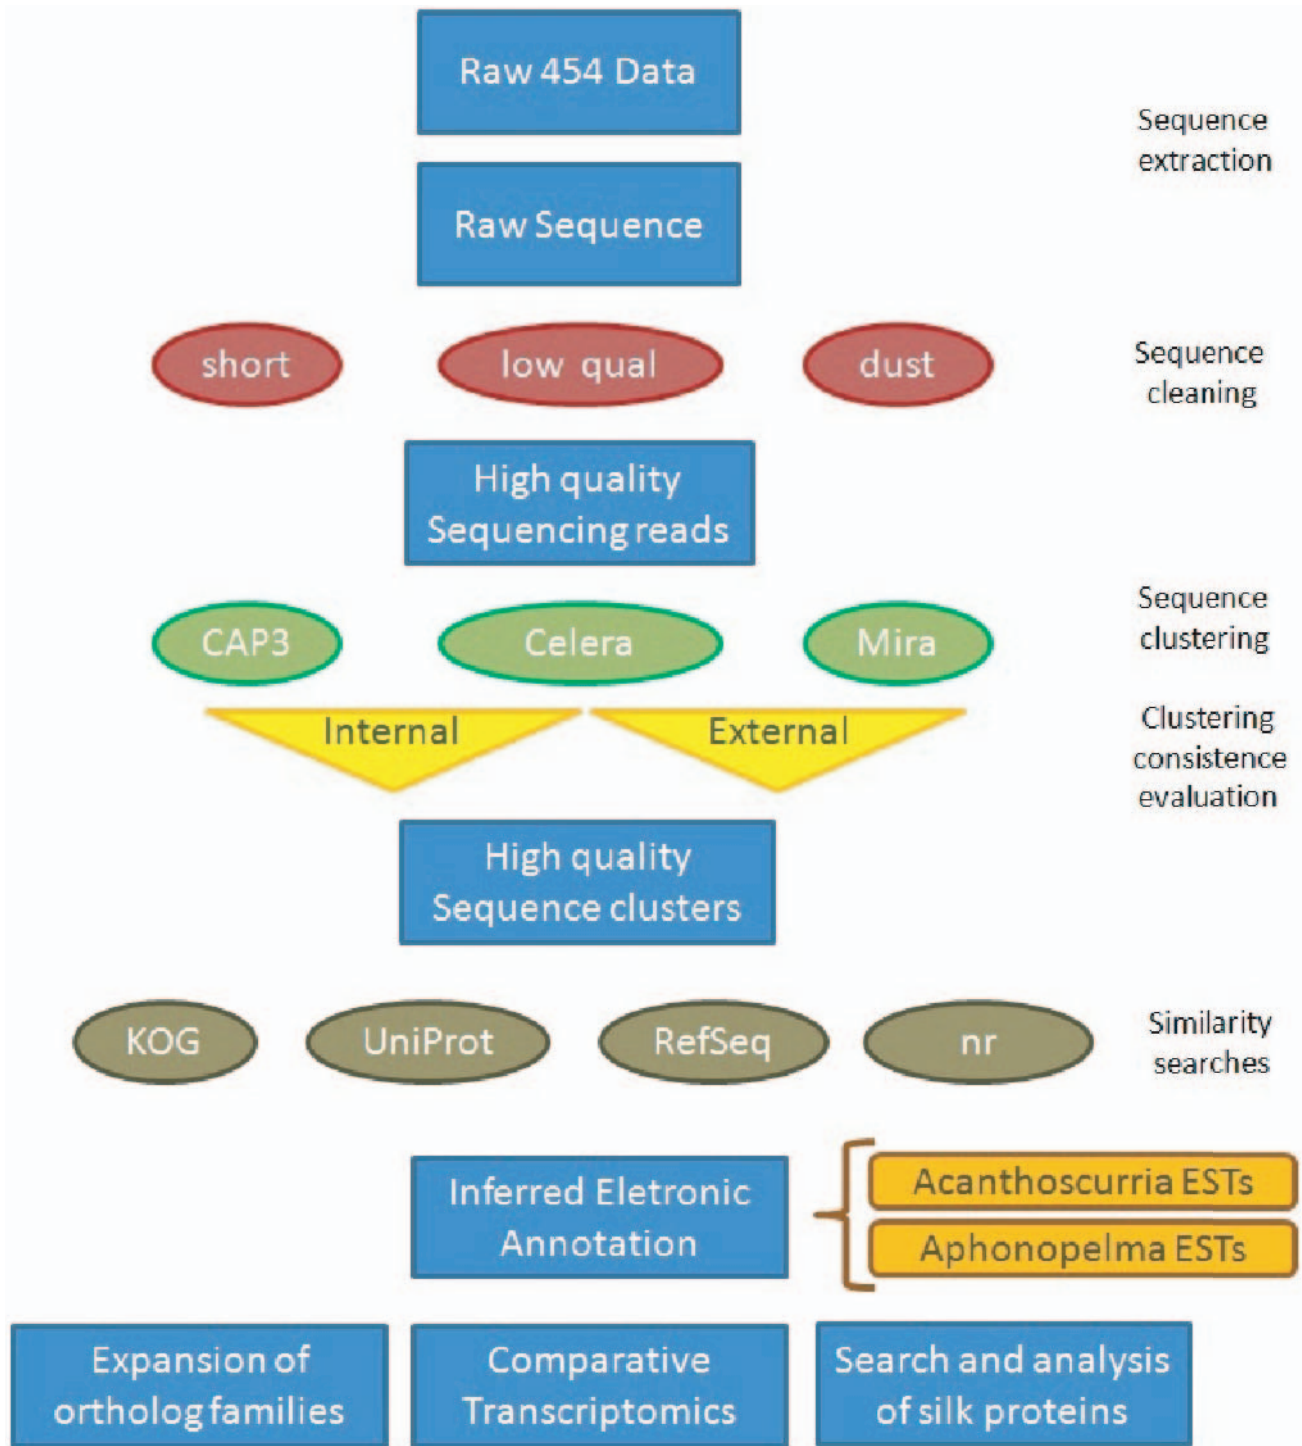 Raw 454 Data
Sequence
extraction
Raw Sequence
short
low qual
dust
Sequence
cleaning
High quality
Sequencing reads
Sequence
clustering
CAP3
Celera
Mira
Internal
External
Clustering
consistence
evaluation
High quality
Sequence clusters
KOG
UniProt
RefSeq
nr
Similarity
searches
Inferred Eletronic
Annotation
Acanthoscurria ESTs
Aphonopelma ESTs
Expansion of
ortholog families
Comparative
Transcriptomics
Search and analysis
of silk proteins